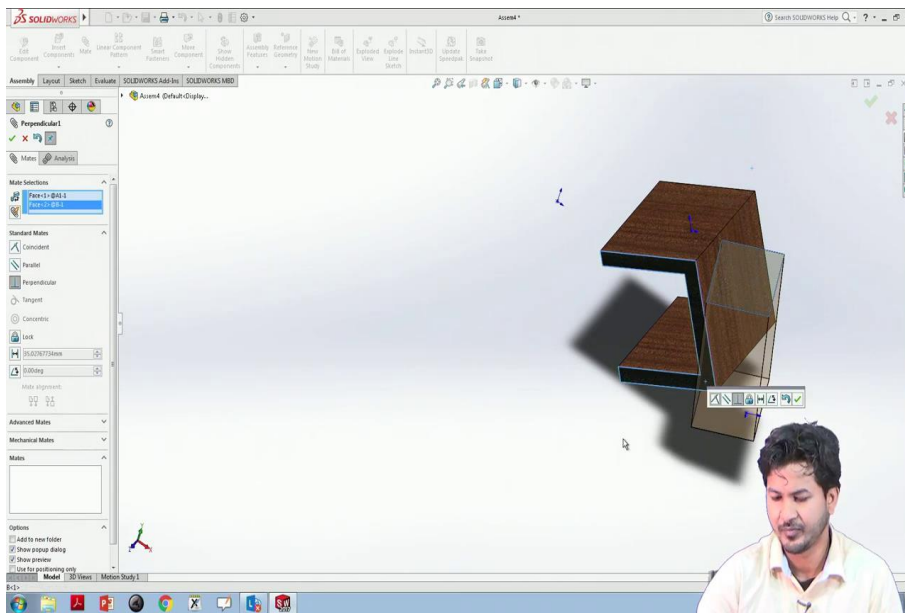 SOLIDWORKS
Assem4 *
Search SOLIDWORKS Help
Edit Component
Insert Components
Mate
Linear Component Pattern
Smart Fasteners
Move Component
Show Hidden Components
Assembly Features
Reference Geometry
New Motion Study
Bill of Materials
Exploded View
Explode Line Sketch
Instant3D
Update Speedpak
Take Snapshot
Assembly Layout Sketch Evaluate SOLIDWORKS Add-Ins SOLIDWORKS MBD
Assem4 (Default<Display...
Perpendicular1
Mates Analysis
Mate Selections
Face<1>@A1-1
Face<2>@B-1
Standard Mates
Coincident
Parallel
Perpendicular
Tangent
Concentric
Lock
35.02767734mm
0.00deg
Mate alignment:
Advanced Mates
Mechanical Mates
Mates
Options
Add to new folder
Show popup dialog
Show preview
Use for positioning only
Model 3D Views Motion Study 1
B<1>